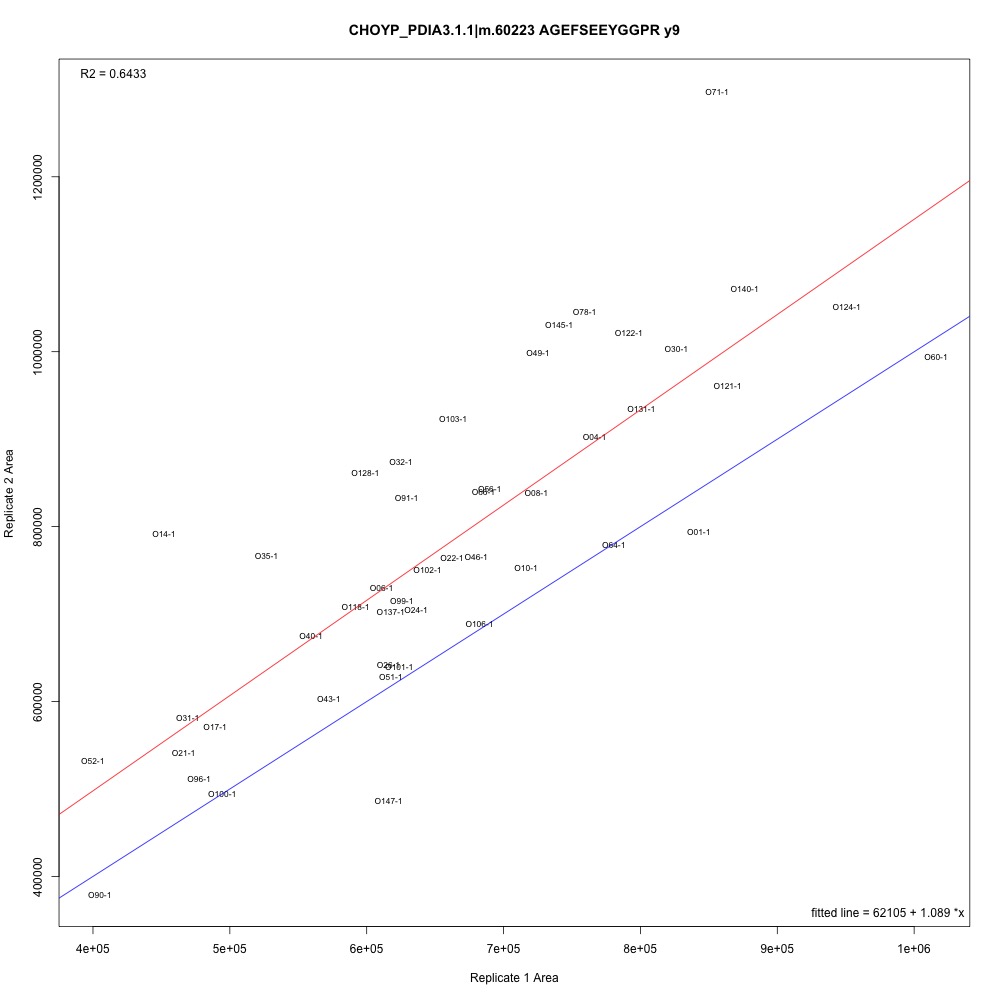 CHOYP_PDIA3.1.1|m.60223 AGEFSEEYGGPR y9
R2 = 0.6433
O71-1
1200000
O140-1
O124-1
O78-1
O145-1
O122-1
O30-1
O49-1
1000000
O60-1
O121-1
O131-1
O103-1
O04-1
O32-1
O128-1
O56-1
O08-1
O91-1
800000
O01-1
O14-1
O64-1
O35-1
O22-1
O46-1
O102-1
O10-1
O06-1
O99-1
O118-1
O137-1
O24-1
O106-1
O40-1
O101-1
O51-1
O43-1
600000
O31-1
O17-1
O21-1
O52-1
O96-1
O100-1
O147-1
400000
O90-1
fitted line = 62105 + 1.089 *x
4e+05 5e+05 6e+05 7e+05 8e+05 9e+05 1e+06
Replicate 1 Area
Replicate 2 Area